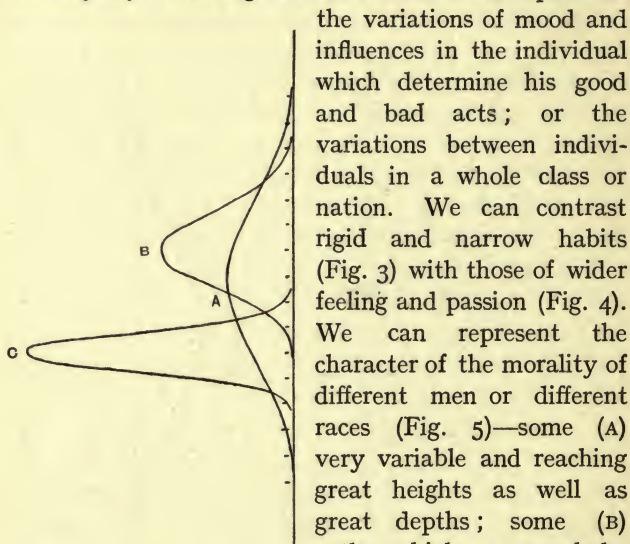 the variations of mood and
influences in the individual
which determine his good
and bad acts; or the
variations between indivi-
duals in a whole class or
nation. We can contrast
rigid and narrow habits
(Fig. 3) with those of wider
feeling and passion (Fig. 4).
We can represent the
character of the morality of
different men or different
races (Fig. 5)—some (A)
very variable and reaching
great heights as well as
great depths; some (B)
B
A
C